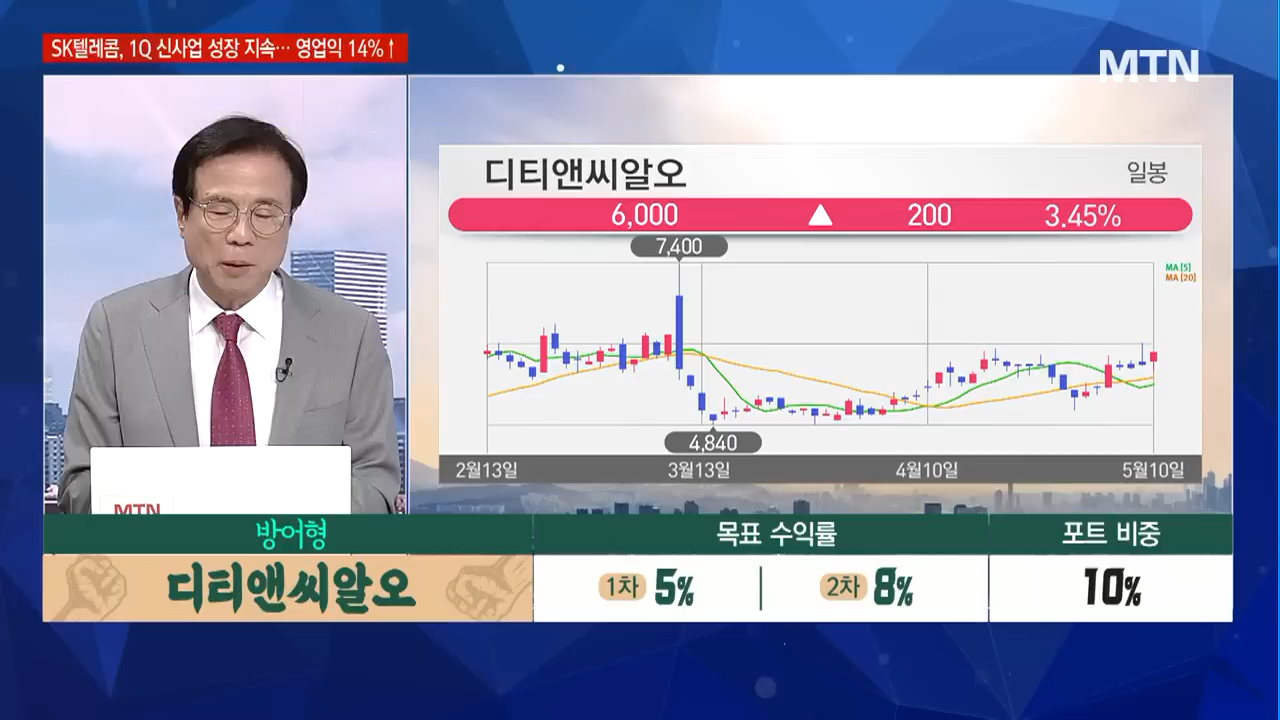 SK텔레콤, 1Q 신사업 성장 지속… 영업익 14%↑
MTN
디티앤씨알오
일봉
6,000 ▲ 200 3.45%
7,400
MA [5]
MA [20]
4,840
2월13일 3월13일 4월10일 5월10일
MTN
방어형 목표 수익률 포트 비중
디티앤씨알오 1차 5% 2차 8% 10%